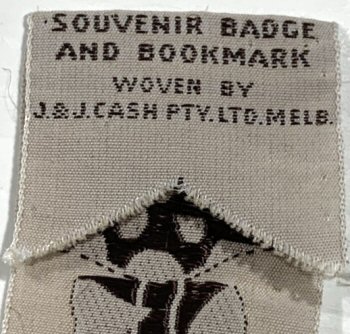 SOUVENIR BADGE
AND BOOKMARK
WOVEN BY
J.&J.CASH PTY.LTD.MELB.